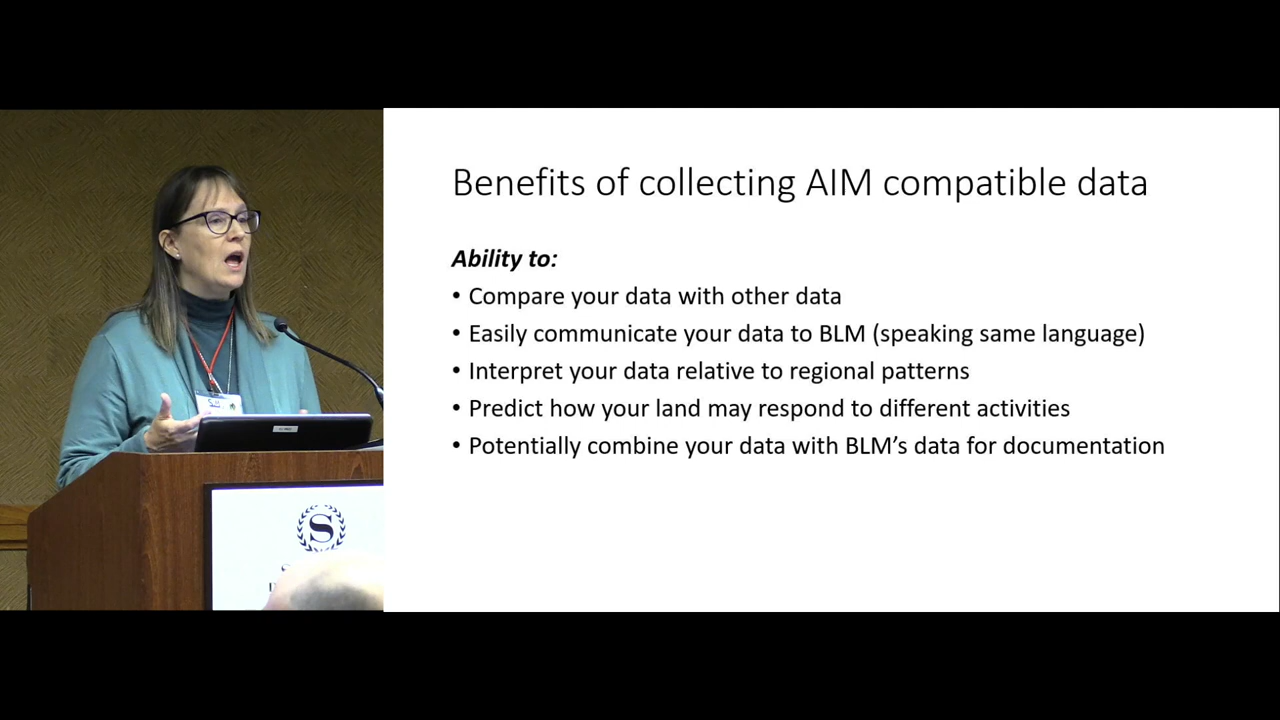 Benefits of collecting AIM compatible data
Ability to:
• Compare your data with other data
• Easily communicate your data to BLM (speaking same language)
• Interpret your data relative to regional patterns
• Predict how your land may respond to different activities
• Potentially combine your data with BLM’s data for documentation
S